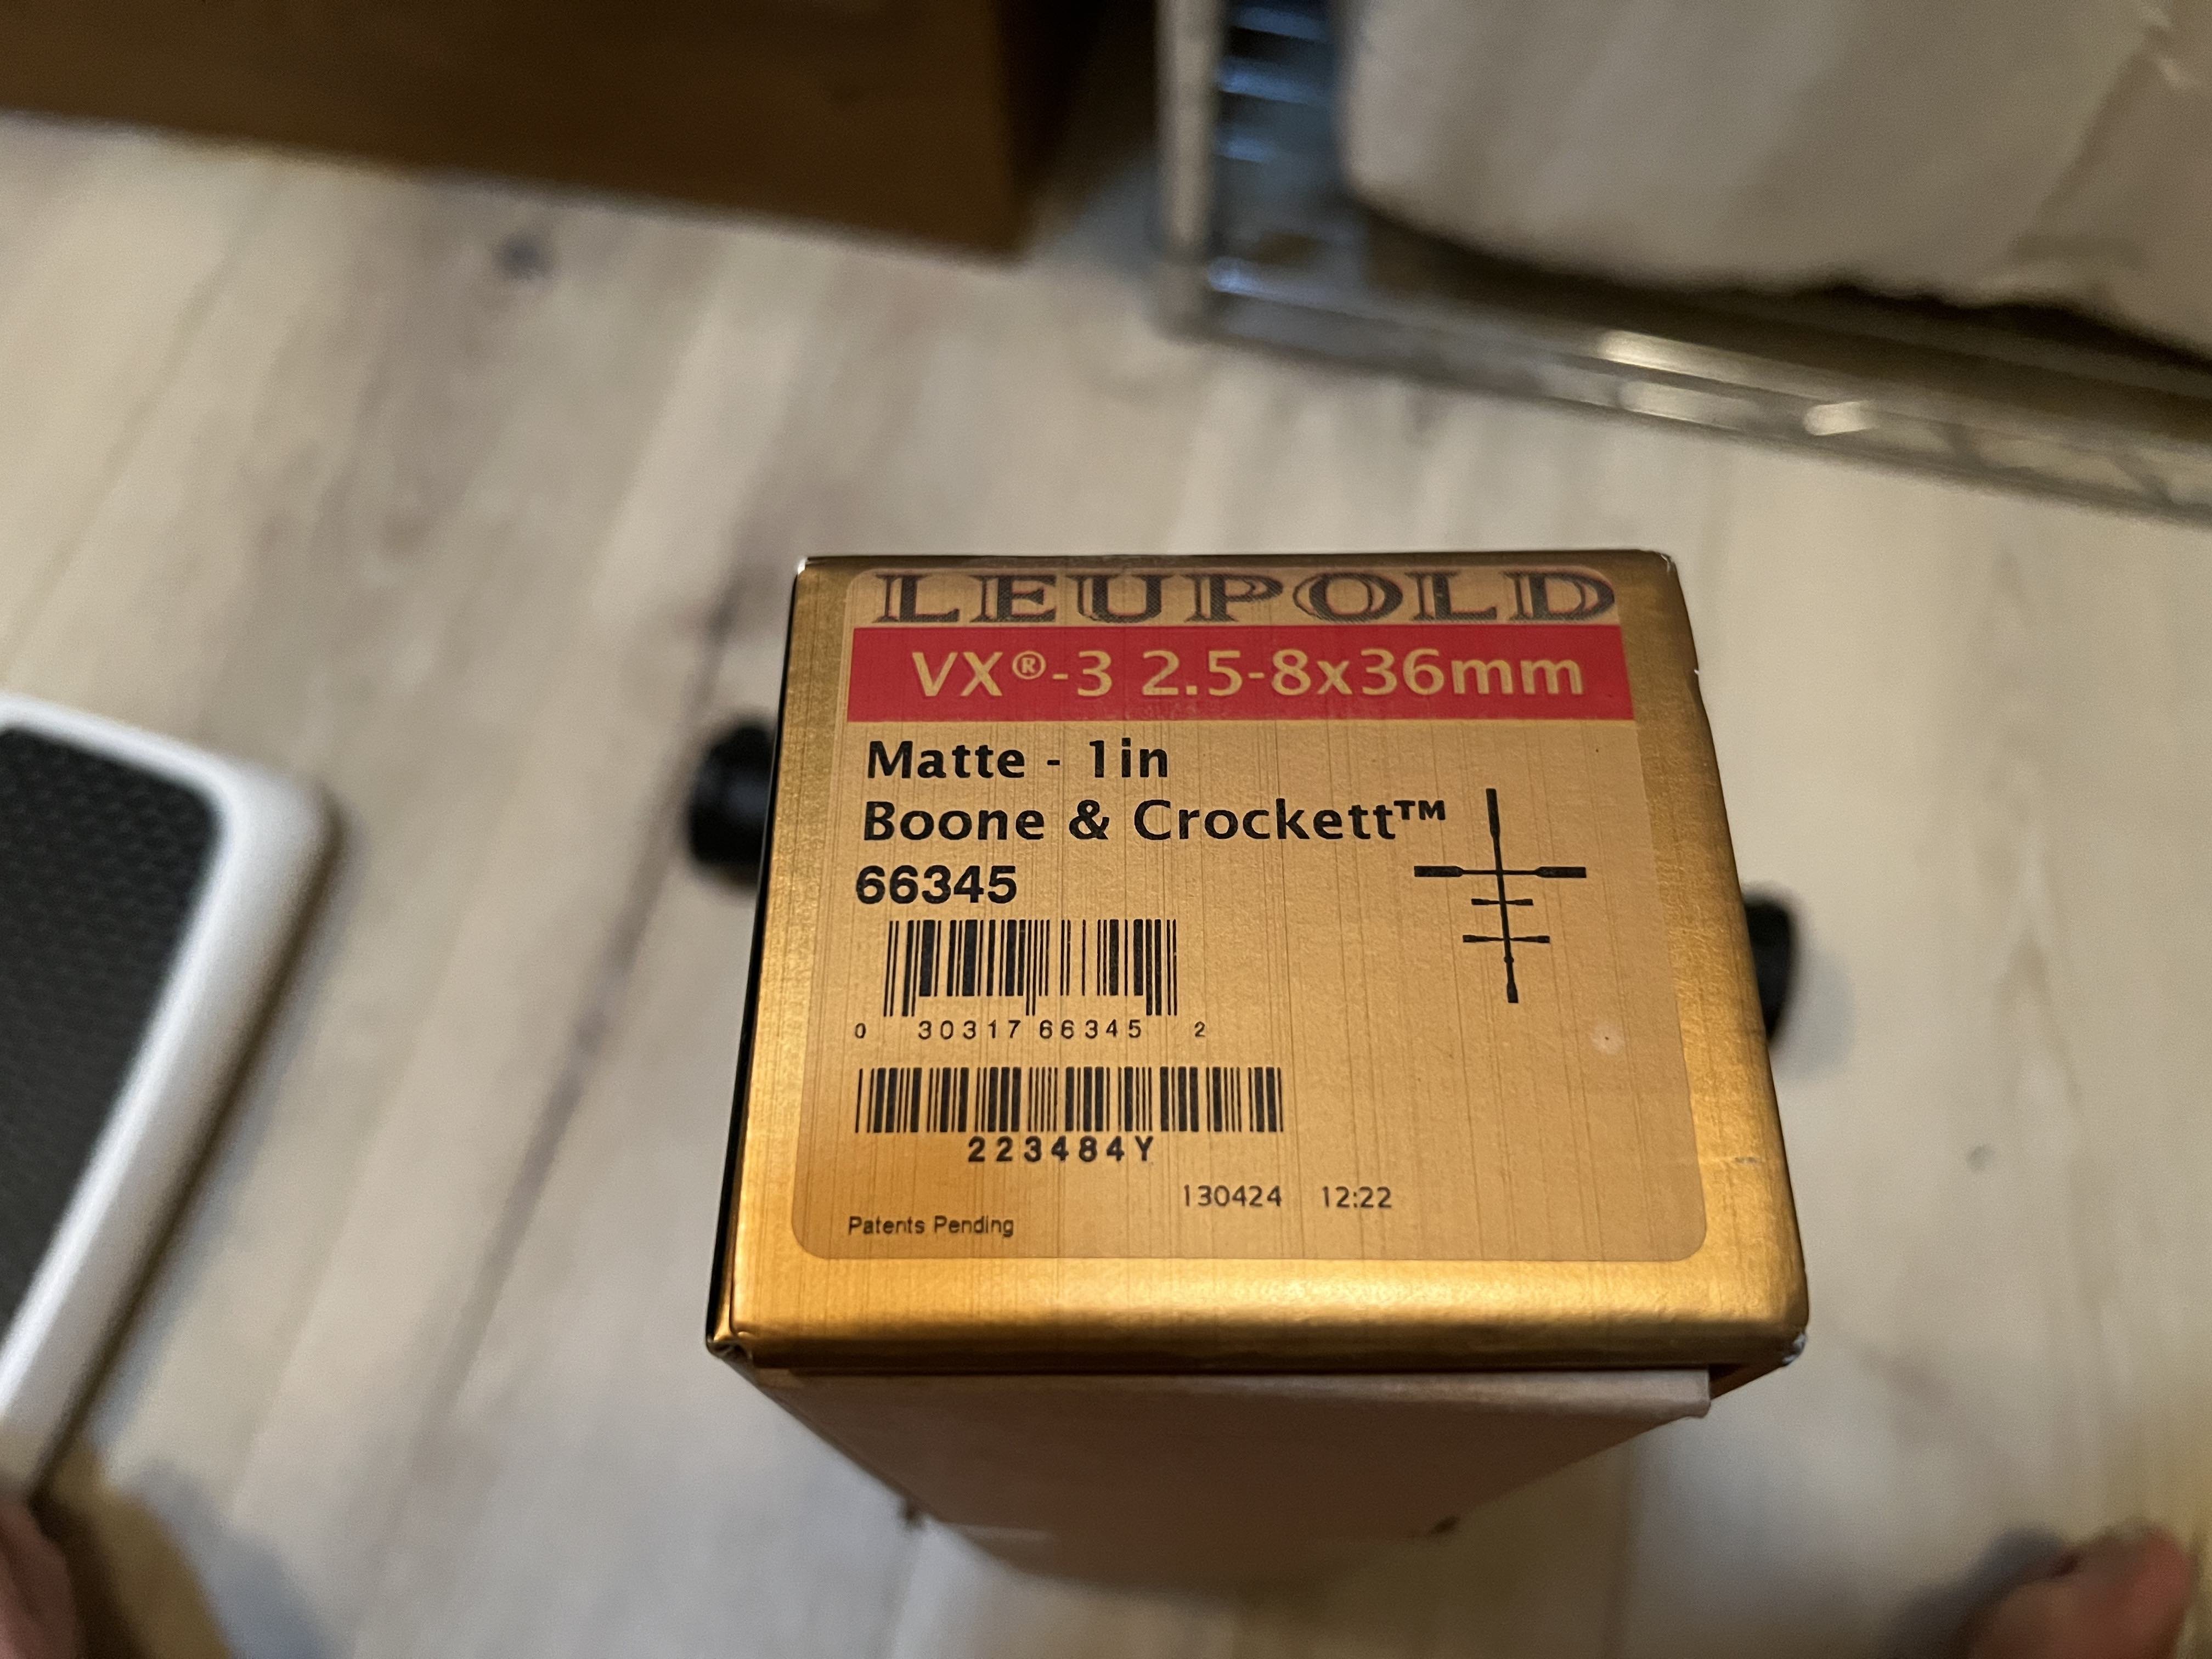 LEUPOLD
VX®-3 2.5-8x36mm
Matte - 1in
Boone & Crockett™
66345
0 30317 66345 2
223484Y
130424 12:22
Patents Pending